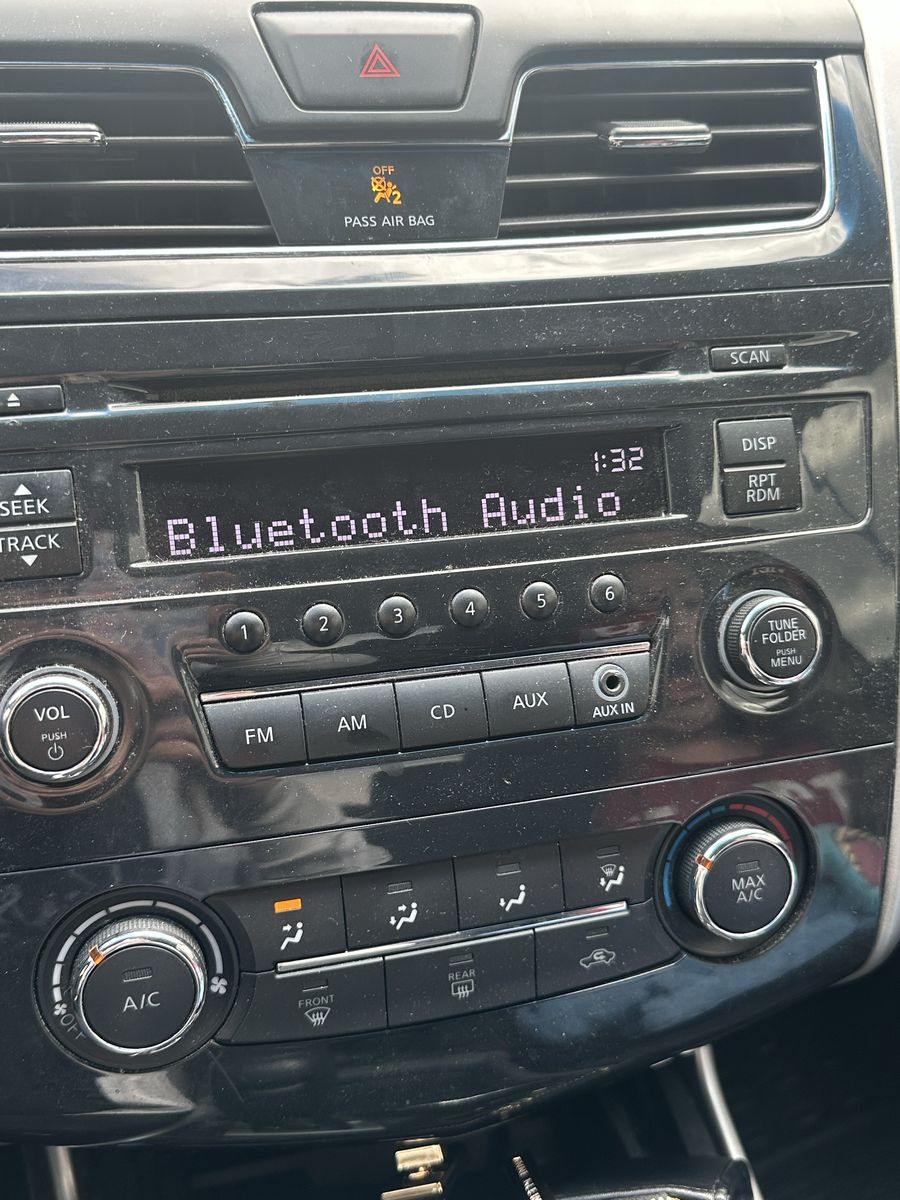 OFF
2
PASS AIR BAG
SCAN
1:32
DISP
SEEK
TRACK
Bluetooth Audio
RPT
RDM
1 2 3 4 5 6
TUNE
FOLDER
PUSH
MENU
VOL
PUSH
FM AM CD AUX AUX IN
MAX
A/C
A/C
OFF
FRONT
REAR